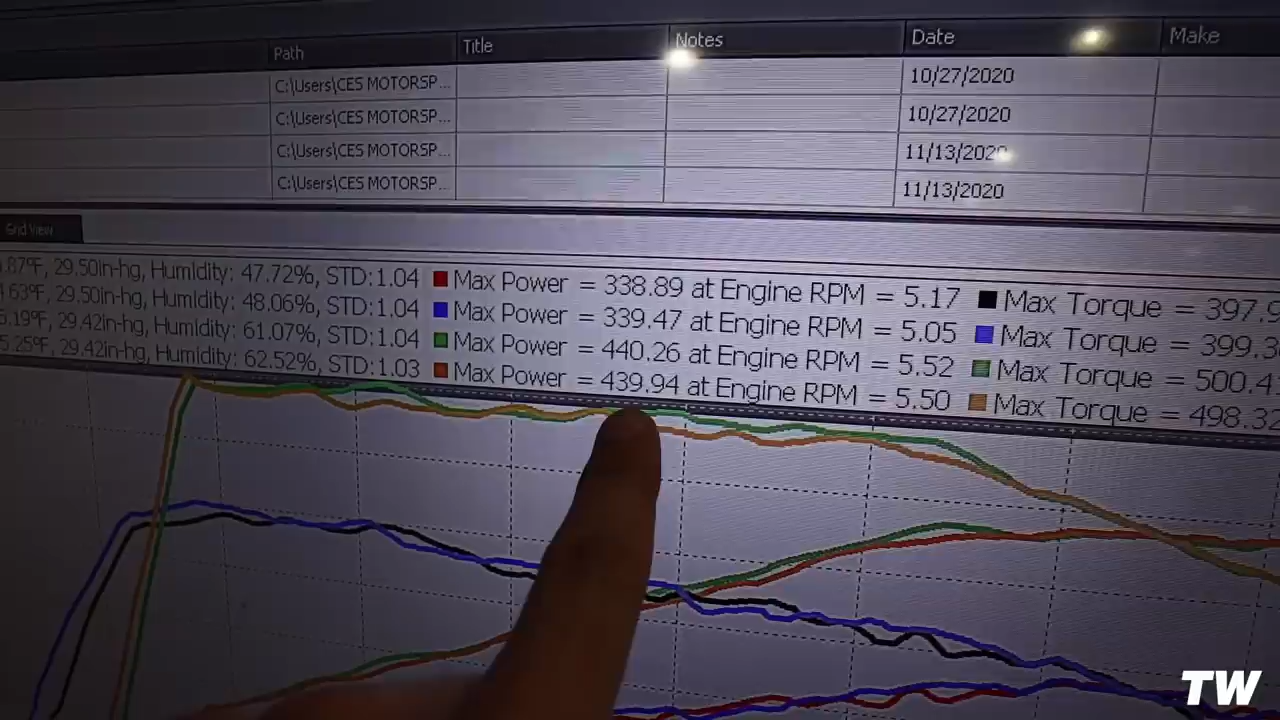 Path Title Notes Date Make
C:\Users\CES MOTORSP... 10/27/2020
C:\Users\CES MOTORSP... 10/27/2020
C:\Users\CES MOTORSP... 11/13/2020
C:\Users\CES MOTORSP... 11/13/2020
Grid View
.87°F, 29.50in-hg, Humidity: 47.72%, STD:1.04 Max Power = 338.89 at Engine RPM = 5.17 Max Torque = 397.9
.63°F, 29.50in-hg, Humidity: 48.06%, STD:1.04 Max Power = 339.47 at Engine RPM = 5.05 Max Torque = 399.3
5.19°F, 29.42in-hg, Humidity: 61.07%, STD:1.04 Max Power = 440.26 at Engine RPM = 5.52 Max Torque = 500.4
5.25°F, 29.42in-hg, Humidity: 62.52%, STD:1.03 Max Power = 439.94 at Engine RPM = 5.50 Max Torque = 498.32
TW